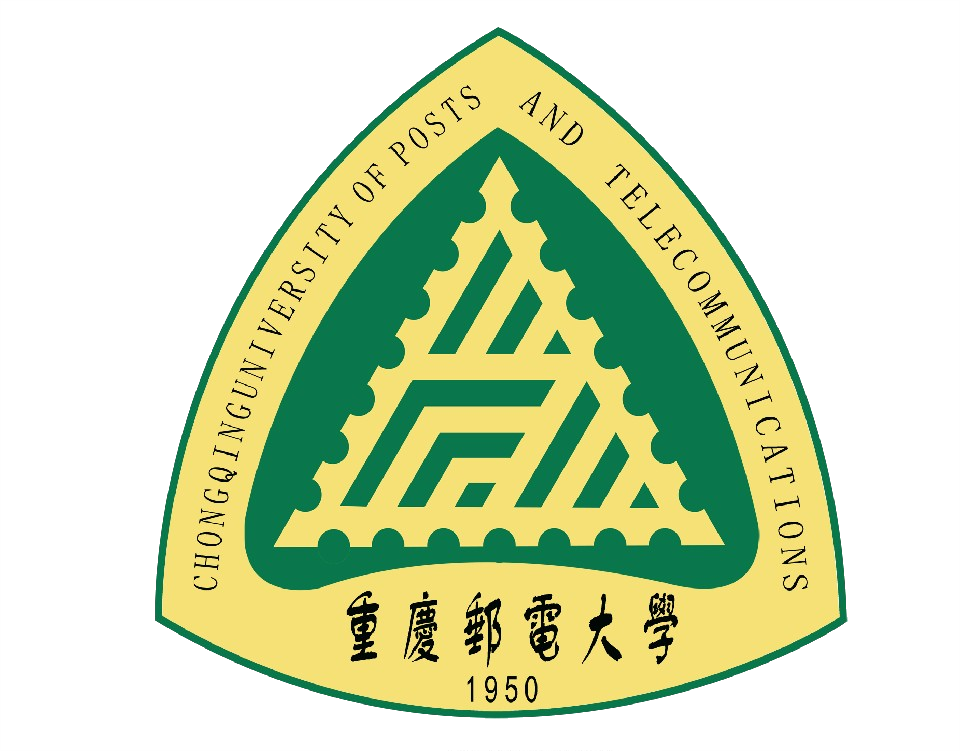 CHONGQINGUNIVERSITY OF POSTS AND TELECOMMUNICATIONS
重慶郵電大學
1950